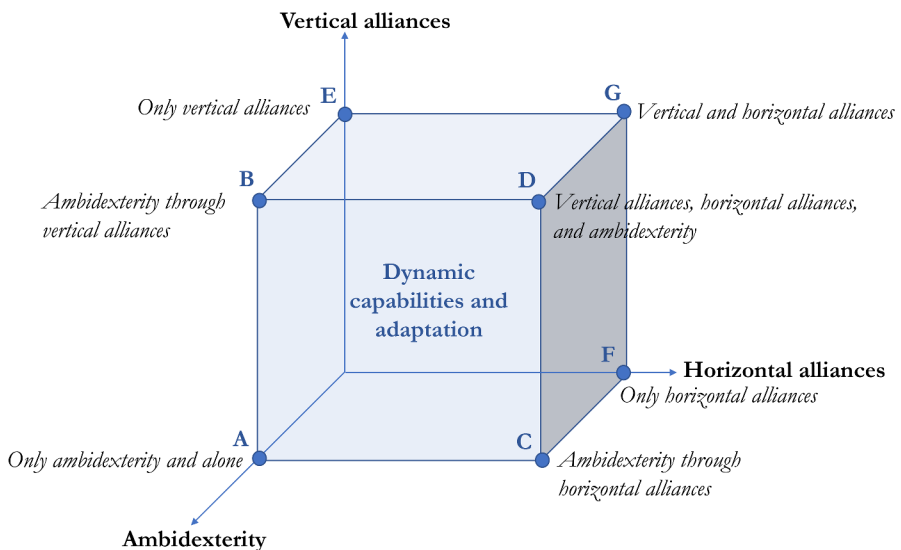 Vertical alliances
E
Only vertical alliances
G
Vertical and horizontal alliances
B
Ambidexterity through
vertical alliances
D
Vertical alliances, horizontal alliances,
and ambidexterity
Dynamic
capabilities and
adaptation
F
Horizontal alliances
Only horizontal alliances
A
Only ambidexterity and alone
C
Ambidexterity through
horizontal alliances
Ambidexterity